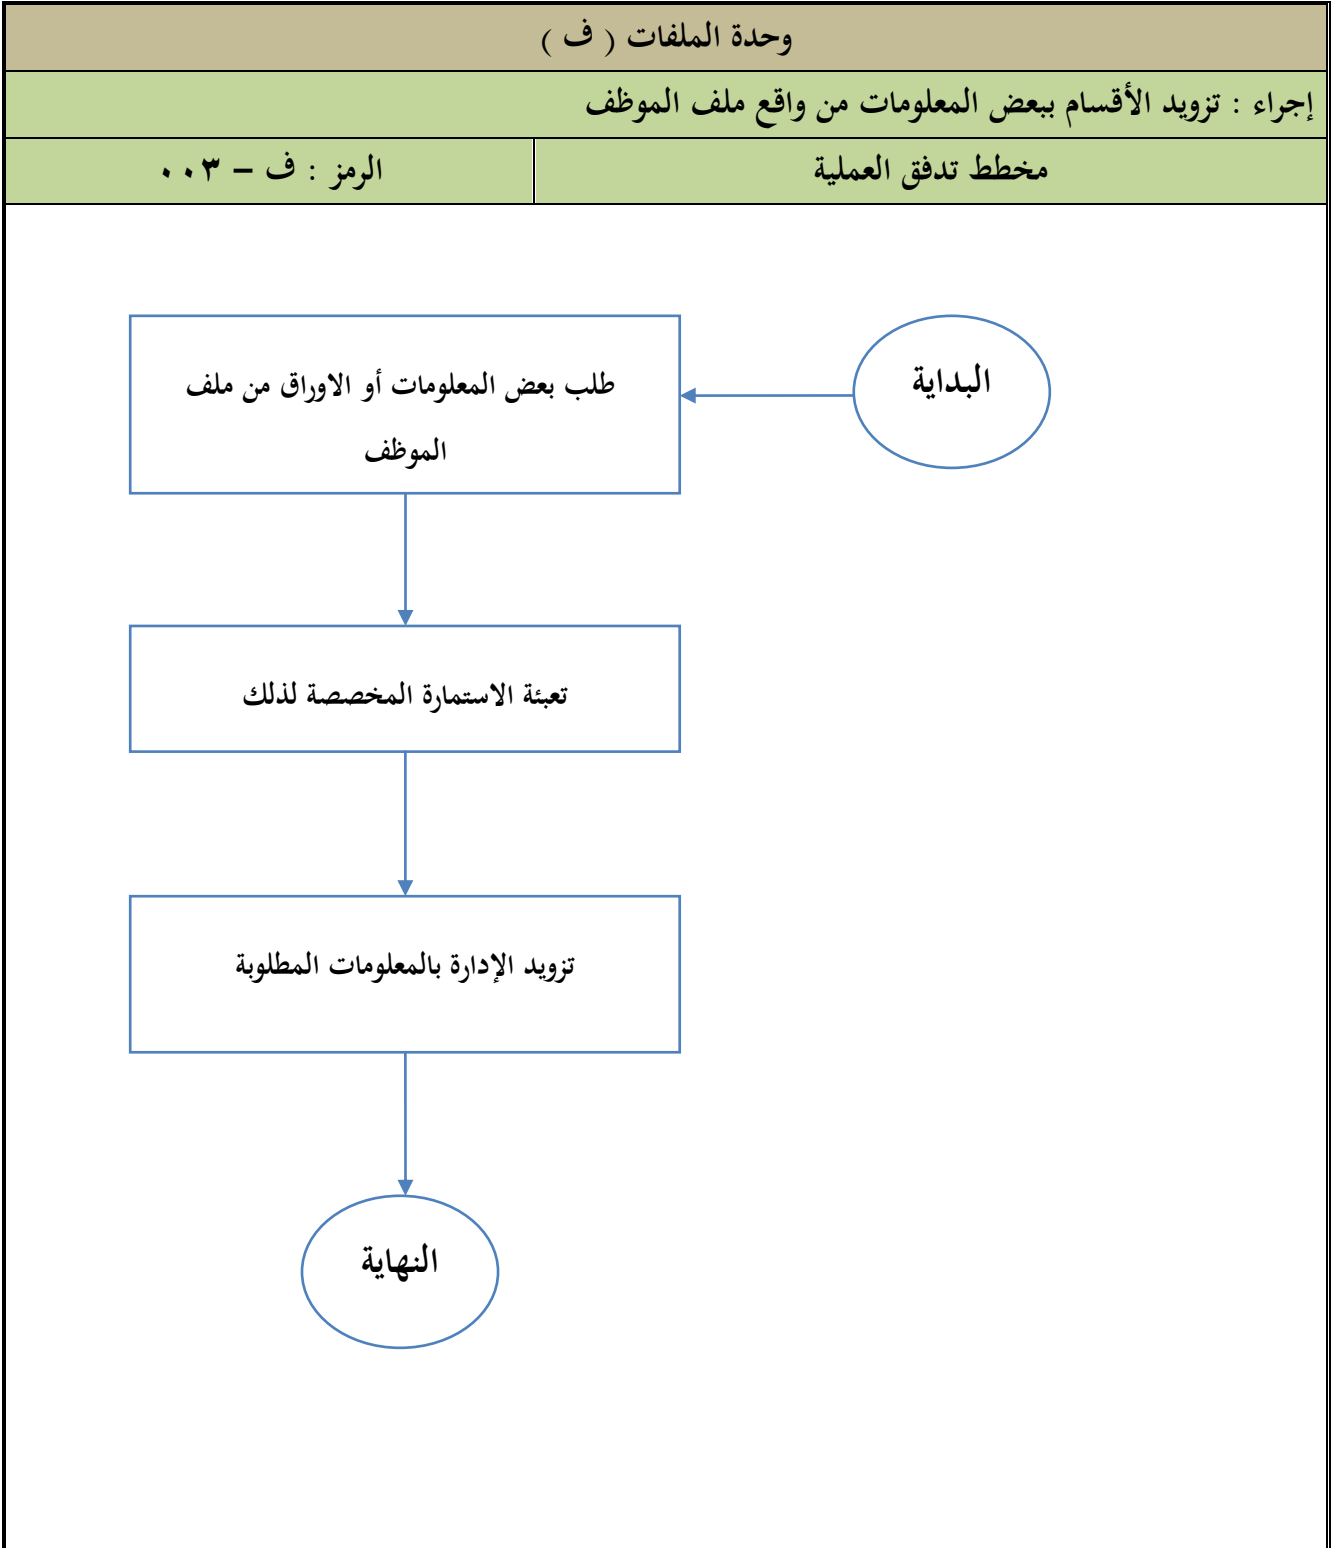 وحدة الملفات ( ف )
إجراء : تزويد الأقسام ببعض المعلومات من واقع ملف الموظف
مخطط تدفق العملية
الرمز : ف – ٠٠٣
البداية
طلب بعض المعلومات أو الاوراق من ملف
الموظف
تعبئة الاستمارة المخصصة لذلك
تزويد الإدارة بالمعلومات المطلوبة
النهاية